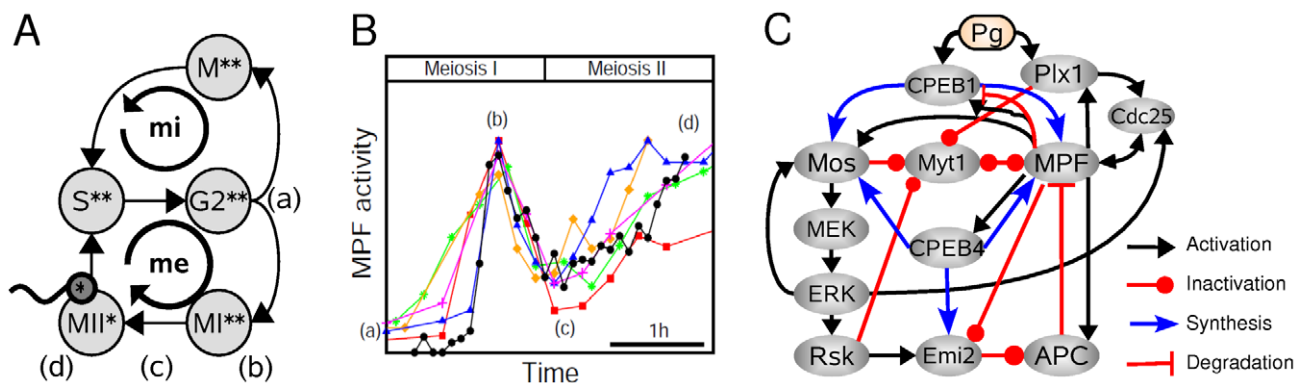 A
M**
mi
S**
G2**
(a)
me
*
MII*
MI**
(d)
(c)
(b)
B
Meiosis I
Meiosis II
MPF activity
(b)
(d)
(a)
(c)
1h
Time
C
Pg
CPEB1
Plx1
Cdc25
Mos
Myt1
MPF
MEK
CPEB4
ERK
Rsk
Emi2
APC
Activation
Inactivation
Synthesis
Degradation